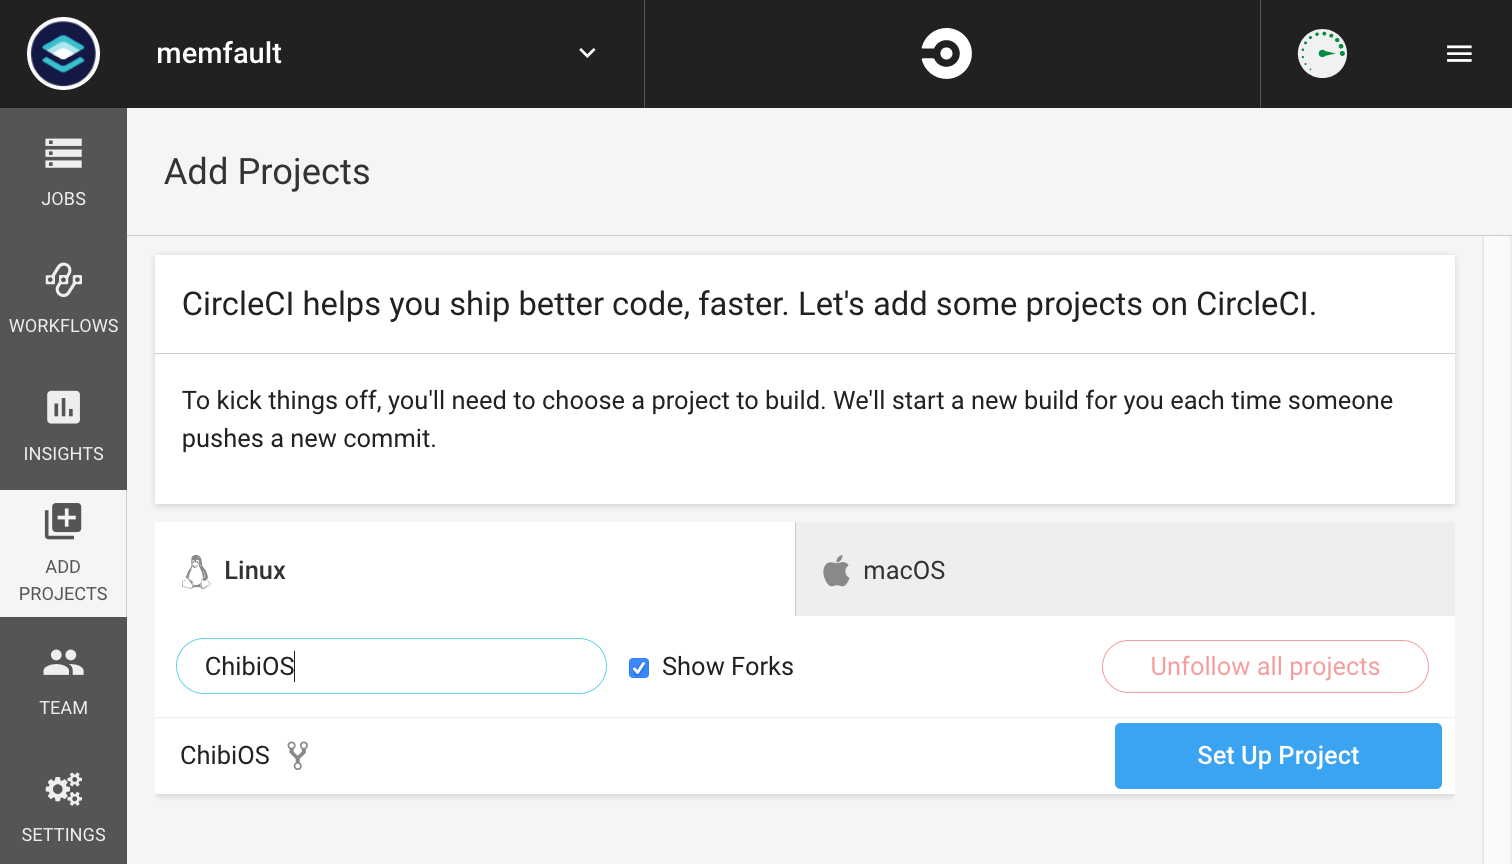 memfault
JOBS
WORKFLOWS
INSIGHTS
ADD
PROJECTS
TEAM
SETTINGS
Add Projects
CircleCI helps you ship better code, faster. Let's add some projects on CircleCI.
To kick things off, you'll need to choose a project to build. We'll start a new build for you each time someone
pushes a new commit.
Linux
macOS
ChibiOS
Show Forks
Unfollow all projects
ChibiOS
Set Up Project